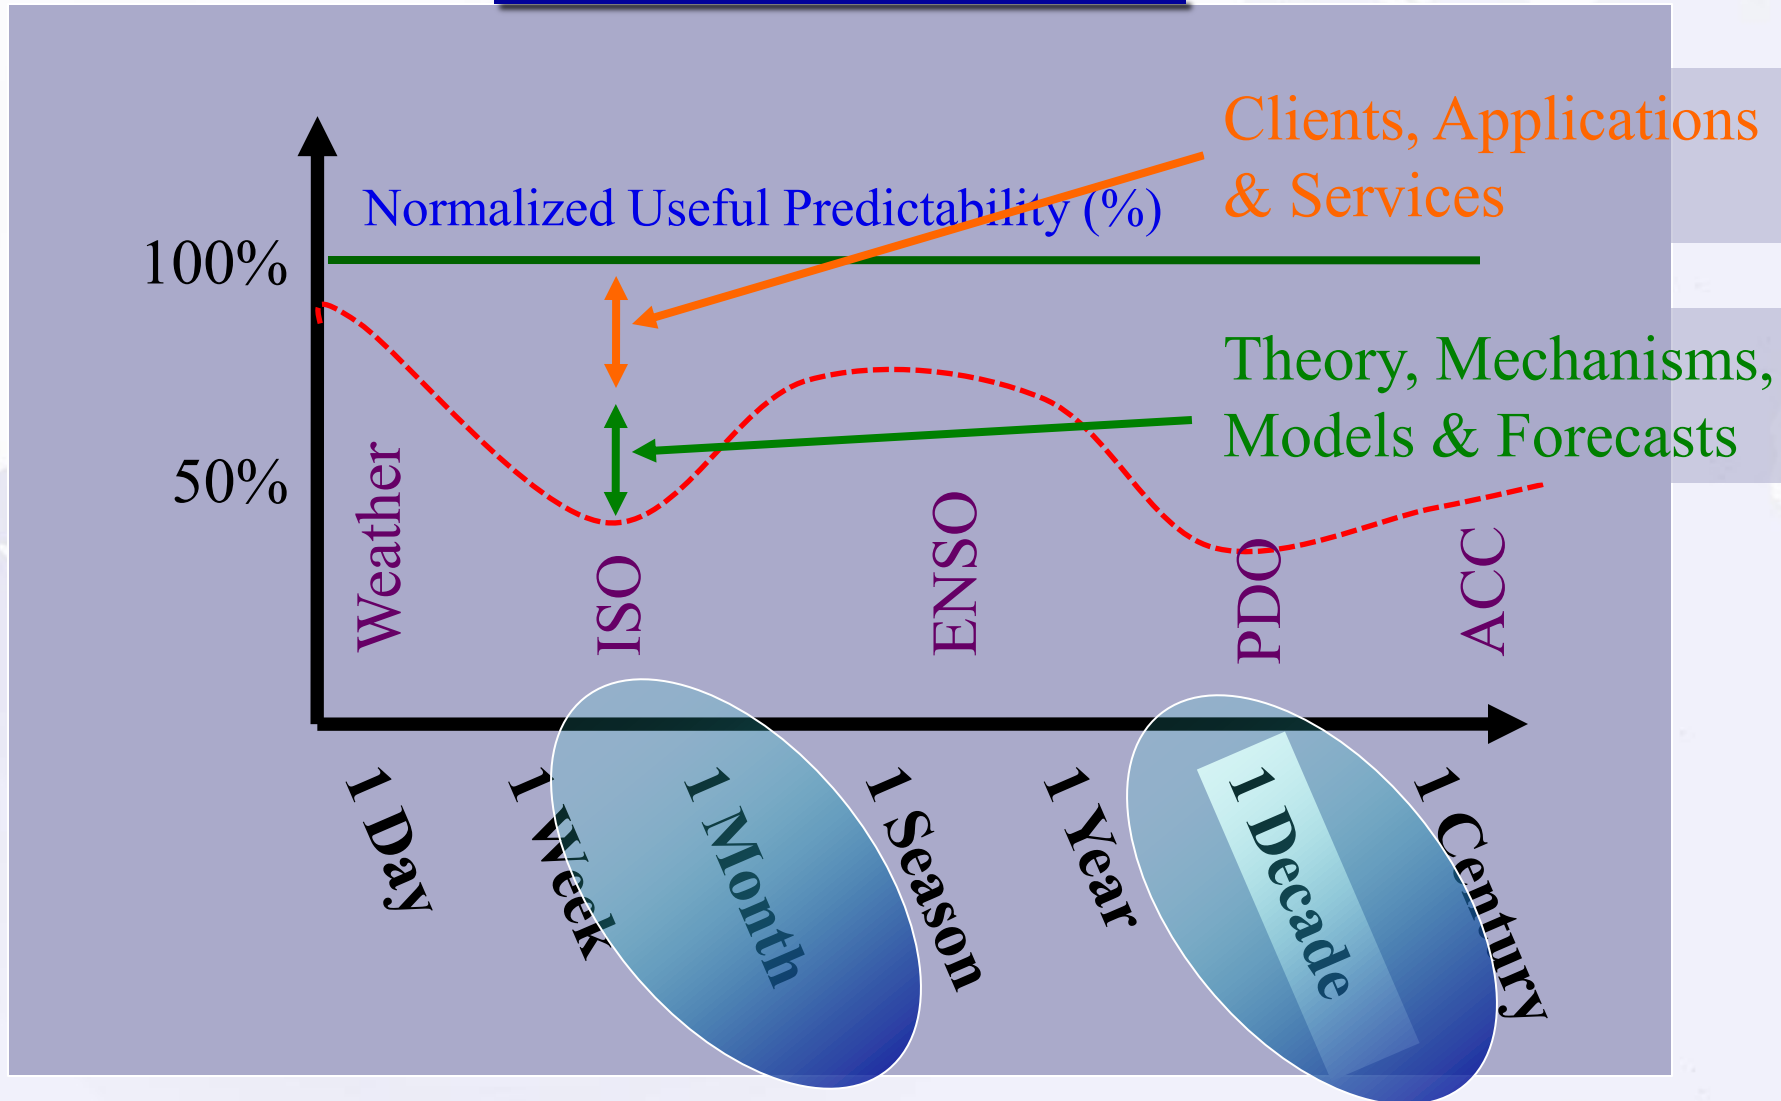 Clients, Applications
& Services
Normalized Useful Predictability (%)
100%
Theory, Mechanisms,
Models & Forecasts
50%
Weather
ISO
ENSO
PDO
ACC
1 Day
1 Week
1 Month
1 Season
1 Year
1 Decade
1 Century